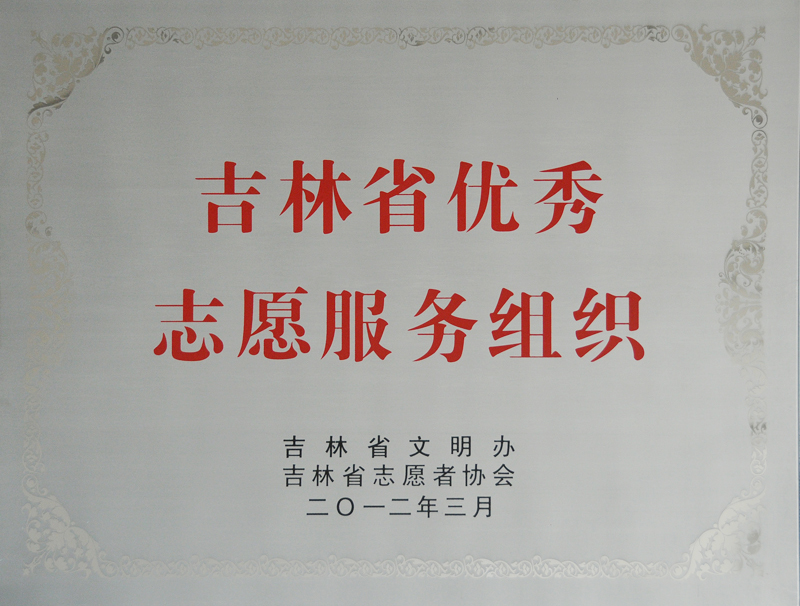 吉林省优秀
志愿服务组织
吉林省文明办
吉林省志愿者协会
二〇一二年三月